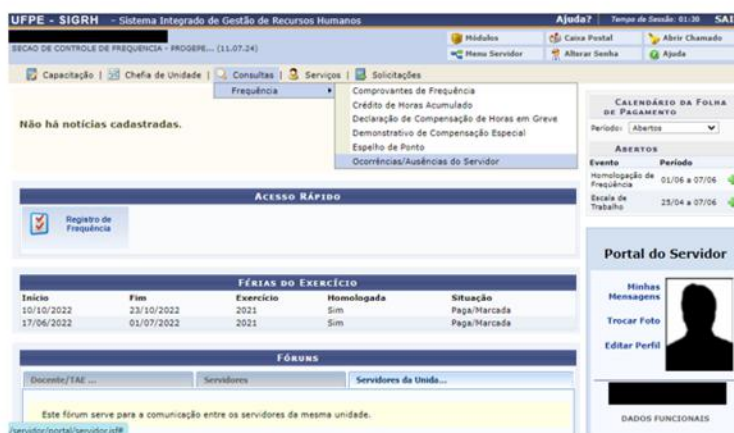 UFPE - SIGRH - Sistema Integrado de Gestão de Recursos Humanos
Ajuda? Tempo de Sessão: 01:30 SAI
SECAO DE CONTROLE DE FREQUENCIA - PROGEPE... (11.07.24)
Módulos Caixa Postal Abrir Chamado
Menu Servidor Alterar Senha Ajuda
Capacitação | Chefia de Unidade | Consultas | Serviços | Solicitações
Frequência
Comprovantes de Frequência
Crédito de Horas Acumulado
Declaração de Compensação de Horas em Greve
Demonstrativo de Compensação Especial
Espelho de Ponto
Ocorrências/Ausências do Servidor
Não há notícias cadastradas.
CALENDÁRIO DA FOLHA
DE PAGAMENTO
Período: Abertos
ABERTOS
Evento Período
Homologação de
Frequência 01/06 a 07/06
Escala de
Trabalho 25/04 a 07/06
ACESSO RÁPIDO
Registro de
Frequência
FÉRIAS DO EXERCÍCIO
Início Fim Exercício Homologada Situação
10/10/2022 23/10/2022 2021 Sim Paga/Marcada
17/06/2022 01/07/2022 2021 Sim Paga/Marcada
FÓRUNS
Docente/TAE ... Servidores Servidores da Unida...
Este fórum serve para a comunicação entre os servidores da mesma unidade.
/servidor/portal/servidor.jsf#
Portal do Servidor
Minhas
Mensagens
Trocar Foto
Editar Perfil
DADOS FUNCIONAIS